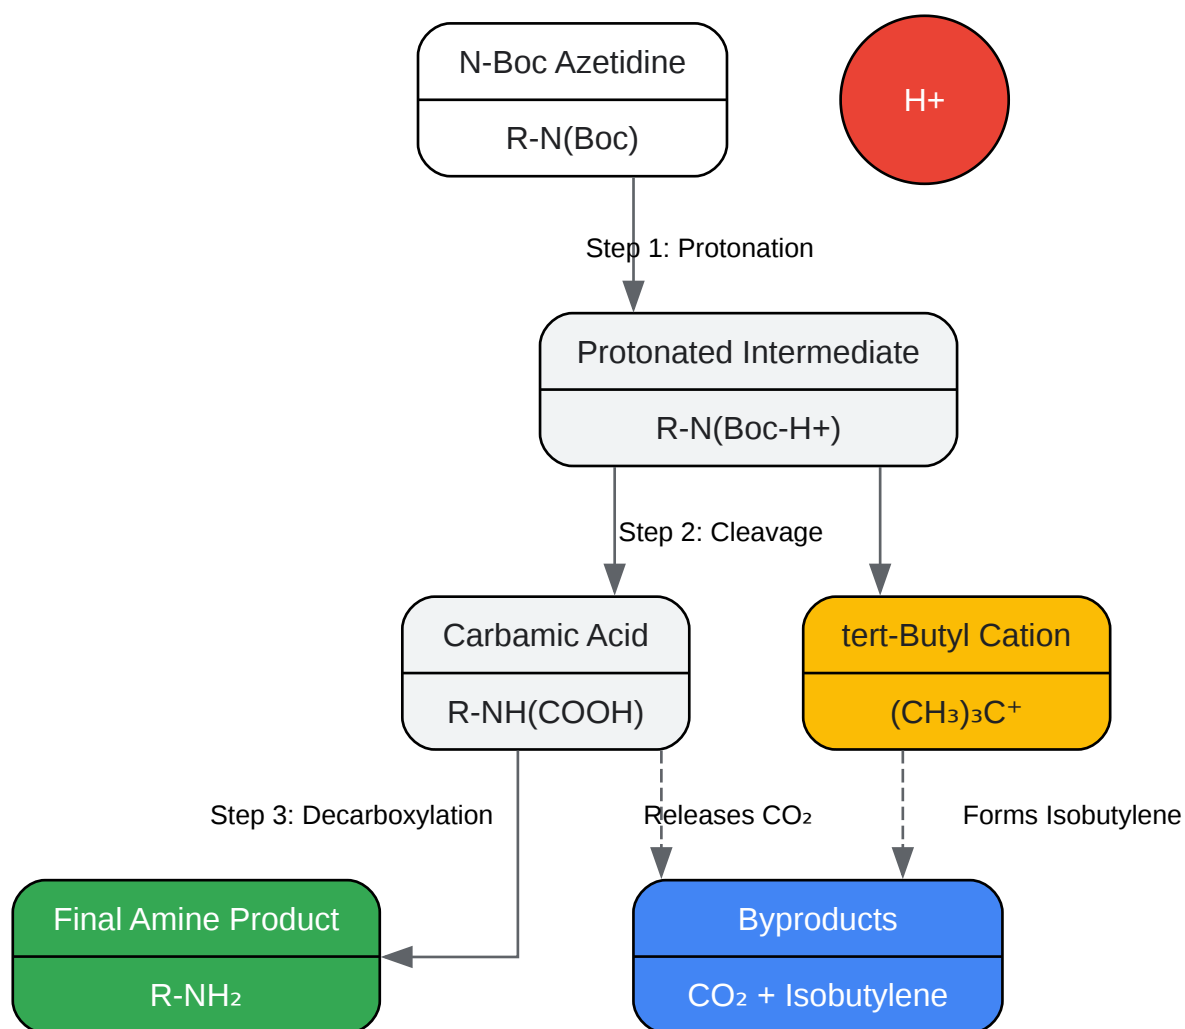 N-Boc Azetidine
R-N(Boc)
H+
Step 1: Protonation
Protonated Intermediate
R-N(Boc-H+)
Step 2: Cleavage
Carbamic Acid
R-NH(COOH)
tert-Butyl Cation
(CH₃)₃C⁺
Step 3: Decarboxylation
Releases CO₂
Forms Isobutylene
Final Amine Product
R-NH₂
Byproducts
CO₂ + Isobutylene